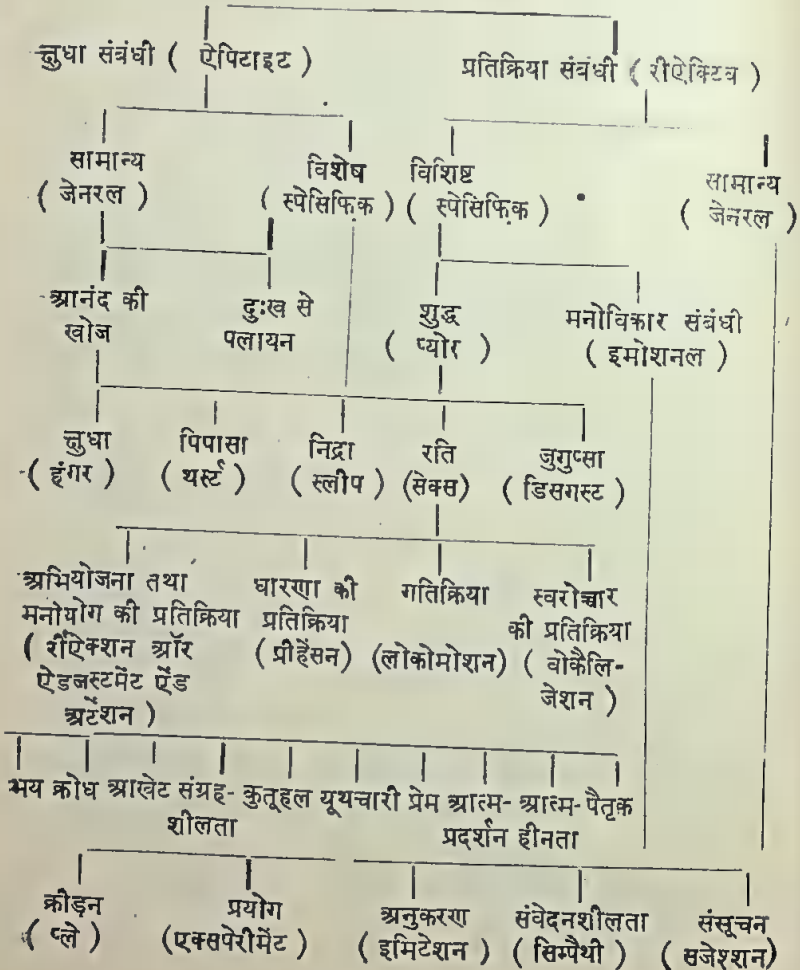 क्षुधा संबंधी ( ऐपिटाइट )
प्रतिक्रिया संबंधी ( रीऐक्टिव )
सामान्य
( जेनरल )
विशेष
( स्पेसिफिक )
विशिष्ट
( स्पेसिफिक )
सामान्य
( जेनरल )
आनंद की
खोज
दुःख से
पलायन
शुद्ध
( प्योर )
मनोविकार संबंधी
( इमोशनल )
क्षुधा
( हंगर )
पिपासा
( थर्स्ट )
निद्रा
( स्लीप )
रति
(सेक्स)
जुगुप्सा
( डिसगस्ट )
अभियोजना तथा
मनोयोग की प्रतिक्रिया
( रीऐक्शन ऑर
ऐडजस्टमेंट ऐंड
अटेंशन )
धारणा की
प्रतिक्रिया
( प्रीहेंसन )
गतिक्रिया
(लोकोमोशन)
स्वरोच्चार
की प्रतिक्रिया
( वोकैलि-
जेशन )
भय क्रोध आखेट संग्रह- कुतूहल यूथचारी प्रेम आत्म- आत्म- पैतृक
शीलता प्रदर्शन हीनता
क्रीड़न
( प्ले )
प्रयोग
(एक्सपेरीमेंट)
अनुकरण
( इमिटेशन )
संवेदनशीलता
( सिम्पैथी )
संसूचन
( सजेश्शन)